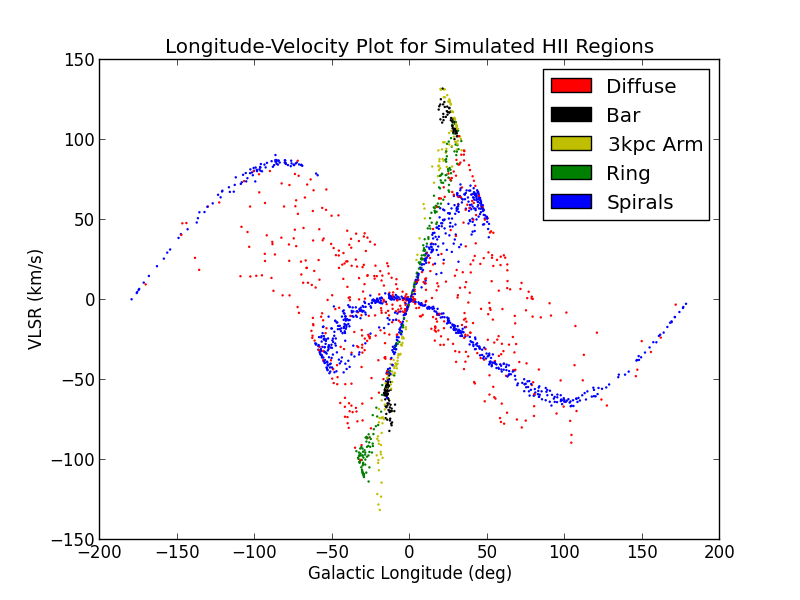 Longitude-Velocity Plot for Simulated HII Regions
150
100
50
0
−50
−100
−150
VLSR (km/s)
Diffuse
Bar
3kpc Arm
Ring
Spirals
−200 −150 −100 −50 0 50 100 150 200
Galactic Longitude (deg)